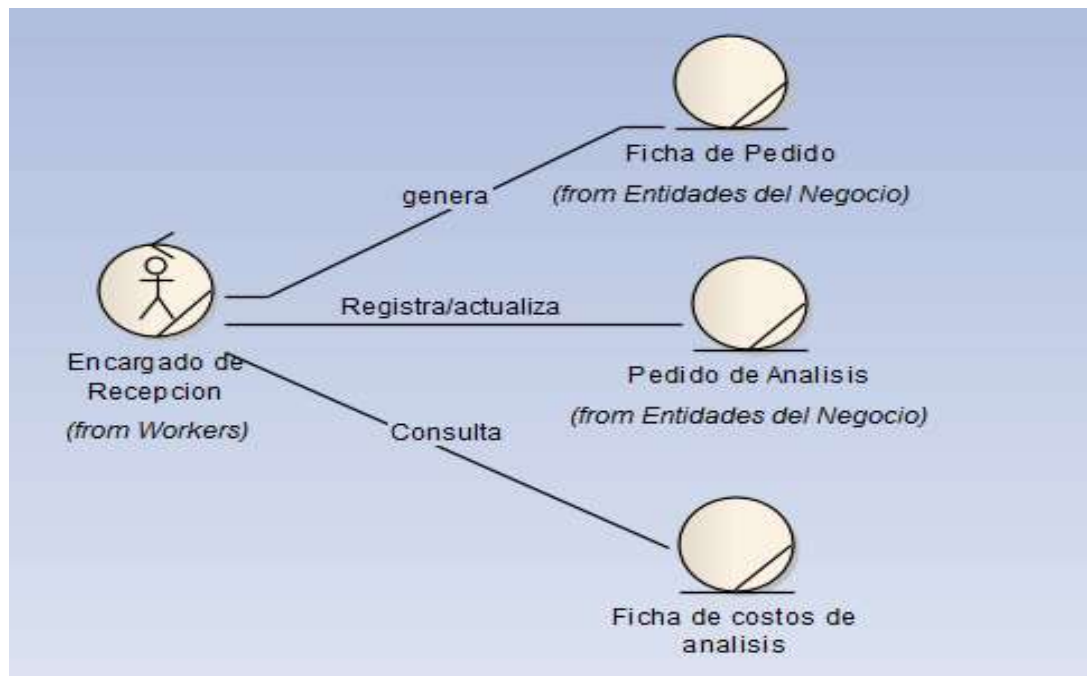 Ficha de Pedido
(from Entidades del Negocio)
genera
Registra/actualiza
Encargado de
Recepcion
(from Workers)
Pedido de Analisis
(from Entidades del Negocio)
Consulta
Ficha de costos de
analisis